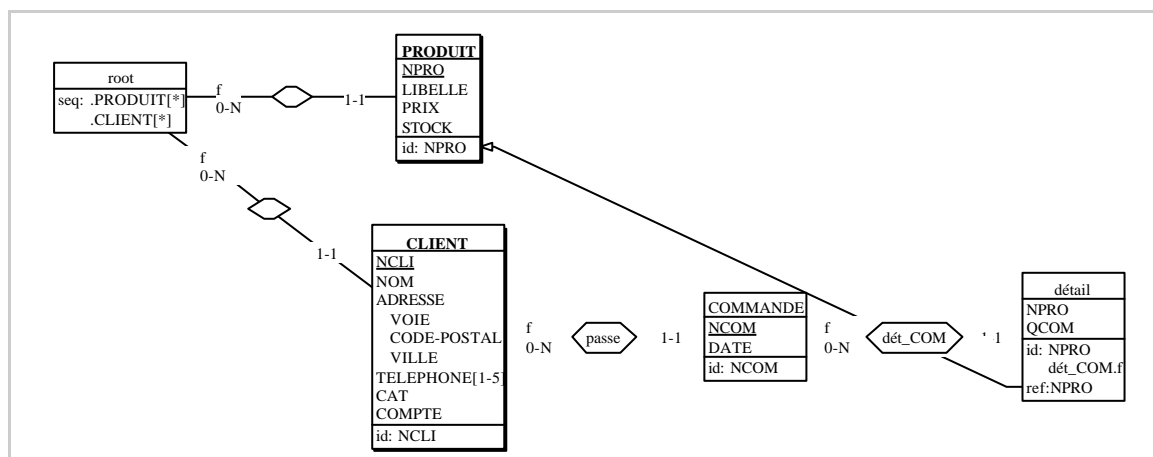 root
seq: .PRODUIT[*]
.CLIENT[*]
f
0-N
1-1
PRODUIT
NPRO
LIBELLE
PRIX
STOCK
id: NPRO
f
0-N
1-1
CLIENT
NCLI
NOM
ADRESSE
VOIE
CODE-POSTAL
VILLE
TELEPHONE[1-5]
CAT
COMPTE
id: NCLI
f
0-N
passe
1-1
COMMANDE
NCOM
DATE
id: NCOM
f
0-N
dét_COM
détail
NPRO
QCOM
id: NPRO
dét_COM.f
ref:NPRO